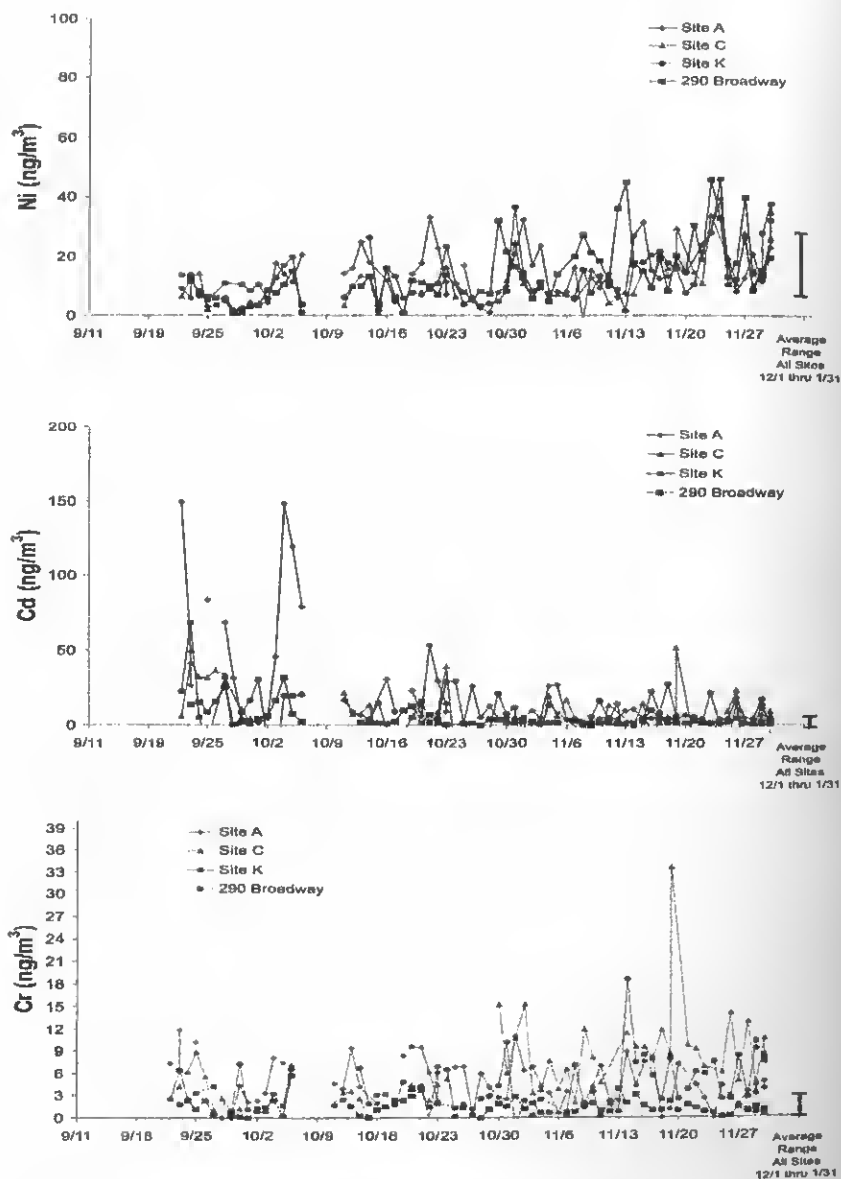 100
80
60
40
20
0
Ni (ng/m³)
Site A
Site C
Site K
290 Broadway
9/11 9/19 9/25 10/2 10/9 10/16 10/23 10/30 11/6 11/13 11/20 11/27
Average
Range
All Sites
12/1 thru 1/31
200
150
100
50
0
Cd (ng/m³)
Site A
Site C
Site K
290 Broadway
9/11 9/19 9/25 10/2 10/9 10/16 10/23 10/30 11/6 11/13 11/20 11/27
Average
Range
All Sites
12/1 thru 1/31
39
36
33
30
27
24
21
18
15
12
9
6
3
0
Cr (ng/m³)
Site A
Site C
Site K
290 Broadway
9/11 9/18 9/25 10/2 10/9 10/16 10/23 10/30 11/6 11/13 11/20 11/27
Average
Range
All Sites
12/1 thru 1/31